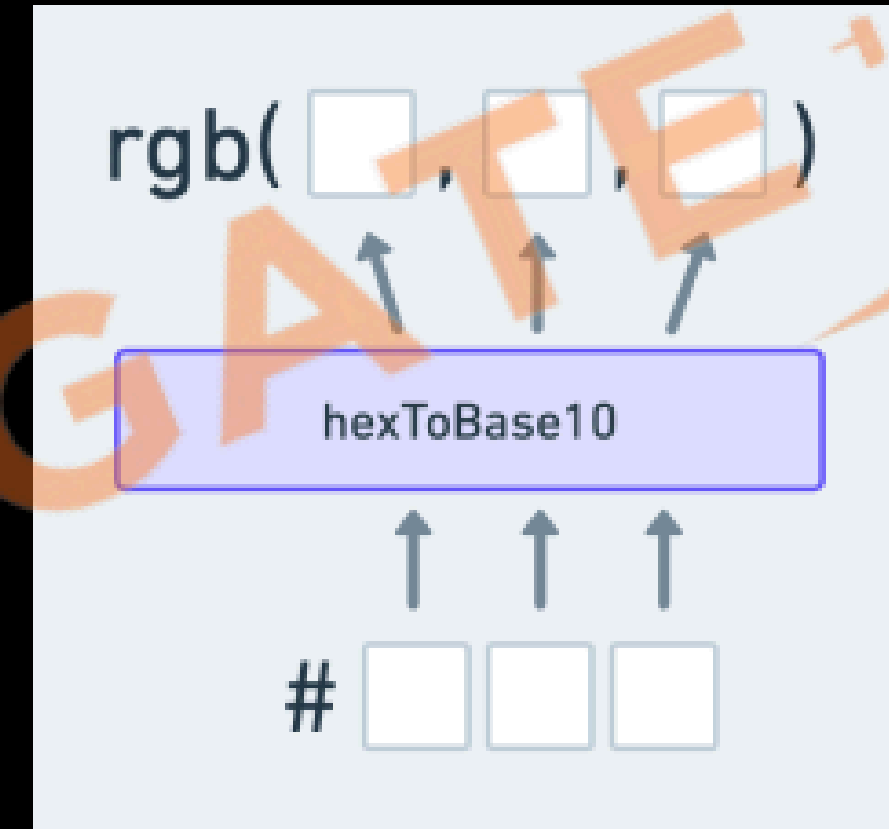 rgb( , , )
hexToBase10
#
GATE